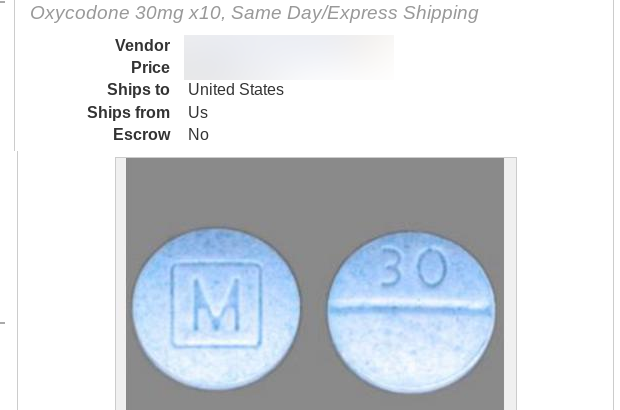 Oxycodone 30mg x10, Same Day/Express Shipping
Vendor
Price
Ships to United States
Ships from Us
Escrow No
M
30